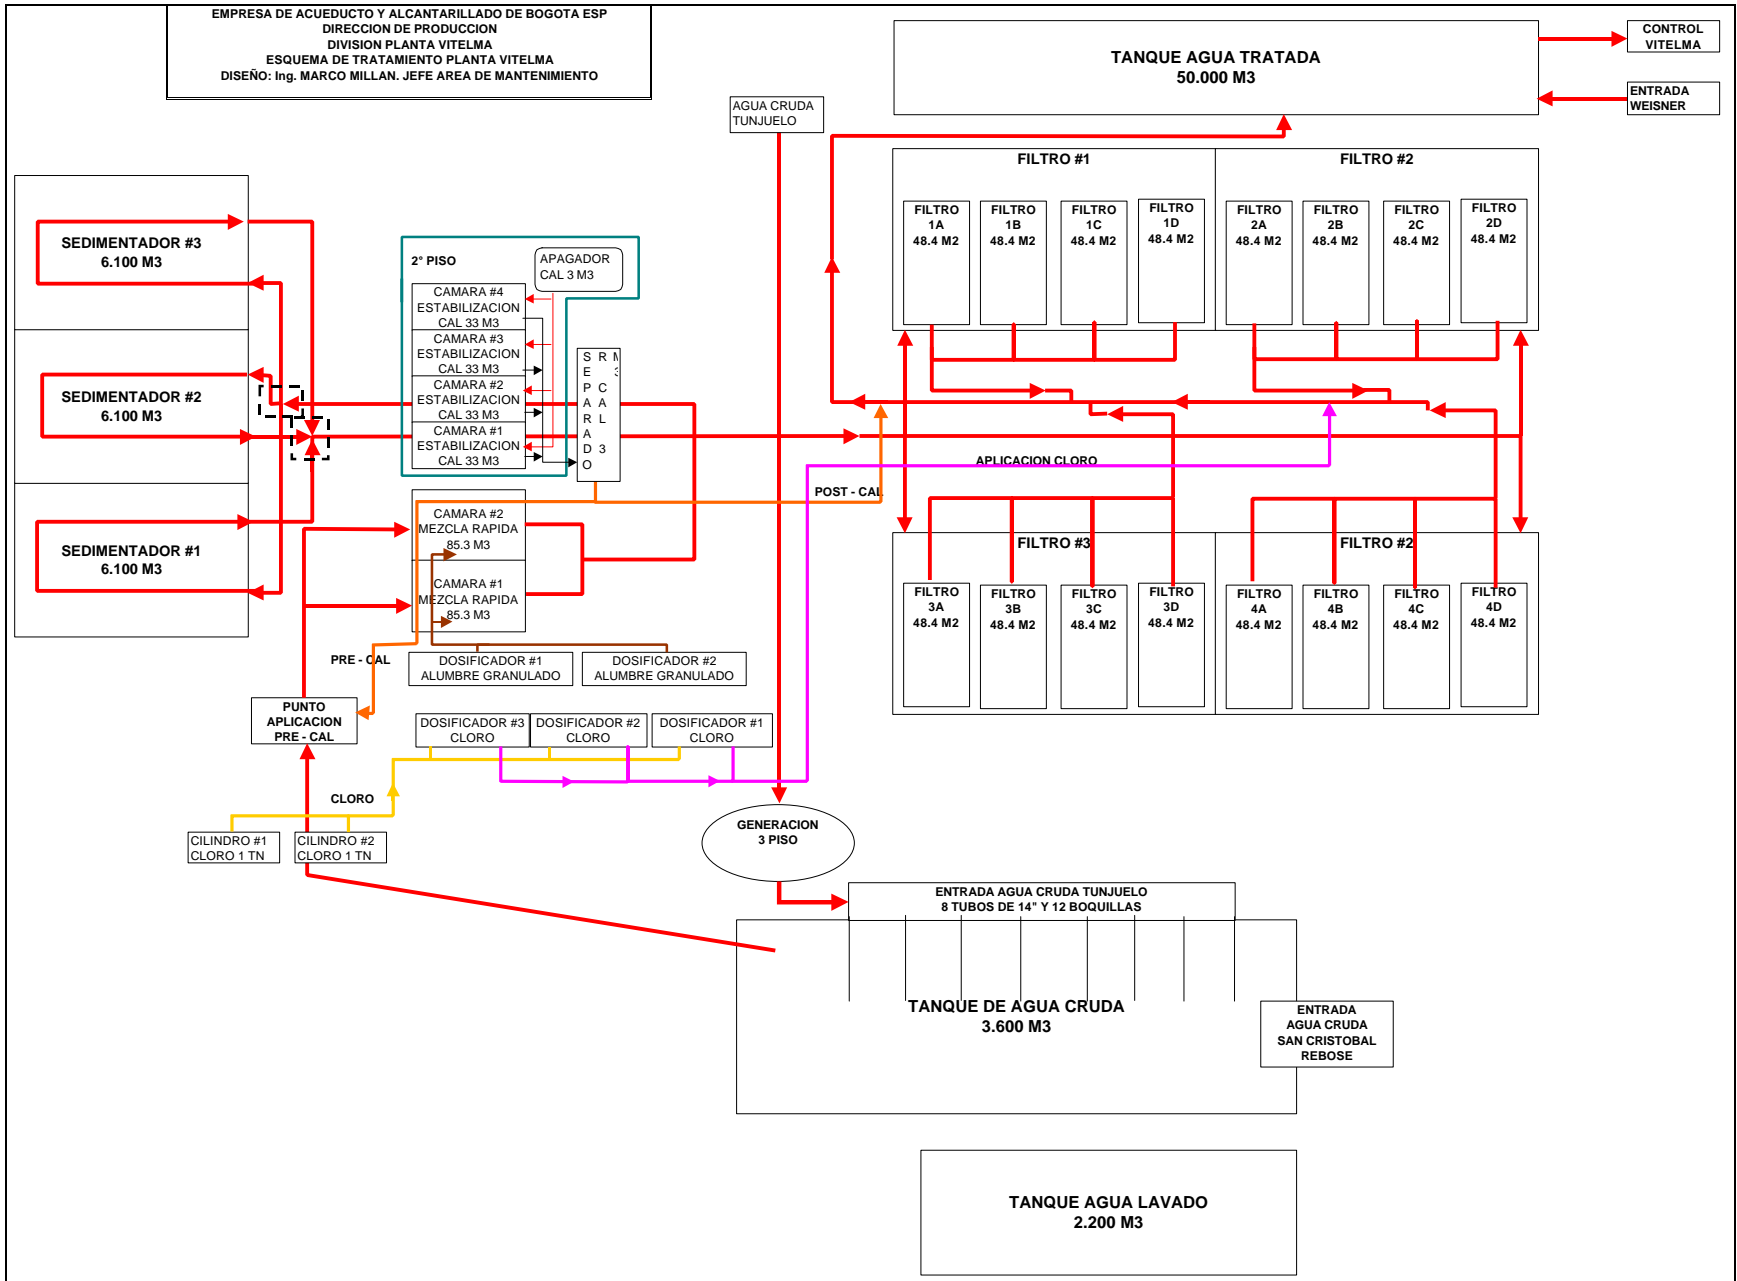 EMPRESA DE ACUEDUCTO Y ALCANTARILLADO DE BOGOTA ESP
DIRECCION DE PRODUCCION
DIVISION PLANTA VITELMA
ESQUEMA DE TRATAMIENTO PLANTA VITELMA
DISEÑO: Ing. MARCO MILLAN. JEFE AREA DE MANTENIMIENTO
TANQUE AGUA TRATADA
50.000 M3
CONTROL
VITELMA
ENTRADA
WEISNER
AGUA CRUDA
TUNJUELO
FILTRO #1
FILTRO #2
FILTRO
1A
48.4 M2
FILTRO
1B
48.4 M2
FILTRO
1C
48.4 M2
FILTRO
1D
48.4 M2
FILTRO
2A
48.4 M2
FILTRO
2B
48.4 M2
FILTRO
2C
48.4 M2
FILTRO
2D
48.4 M2
SEDIMENTADOR #3
6.100 M3
SEDIMENTADOR #2
6.100 M3
SEDIMENTADOR #1
6.100 M3
2° PISO
APAGADOR
CAL 3 M3
CAMARA #4
ESTABILIZACION
CAL 33 M3
CAMARA #3
ESTABILIZACION
CAL 33 M3
CAMARA #2
ESTABILIZACION
CAL 33 M3
CAMARA #1
ESTABILIZACION
CAL 33 M3
SEPARADO
R CAL 3
M3
APLICACION CLORO
POST - CAL
CAMARA #2
MEZCLA RAPIDA
85.3 M3
CAMARA #1
MEZCLA RAPIDA
85.3 M3
FILTRO #3
FILTRO #2
FILTRO
3A
48.4 M2
FILTRO
3B
48.4 M2
FILTRO
3C
48.4 M2
FILTRO
3D
48.4 M2
FILTRO
4A
48.4 M2
FILTRO
4B
48.4 M2
FILTRO
4C
48.4 M2
FILTRO
4D
48.4 M2
PRE - CAL
DOSIFICADOR #1
ALUMBRE GRANULADO
DOSIFICADOR #2
ALUMBRE GRANULADO
PUNTO
APLICACION
PRE - CAL
DOSIFICADOR #3
CLORO
DOSIFICADOR #2
CLORO
DOSIFICADOR #1
CLORO
CLORO
CILINDRO #1
CLORO 1 TN
CILINDRO #2
CLORO 1 TN
GENERACION
3 PISO
ENTRADA AGUA CRUDA TUNJUELO
8 TUBOS DE 14" Y 12 BOQUILLAS
TANQUE DE AGUA CRUDA
3.600 M3
ENTRADA
AGUA CRUDA
SAN CRISTOBAL
REBOSE
TANQUE AGUA LAVADO
2.200 M3